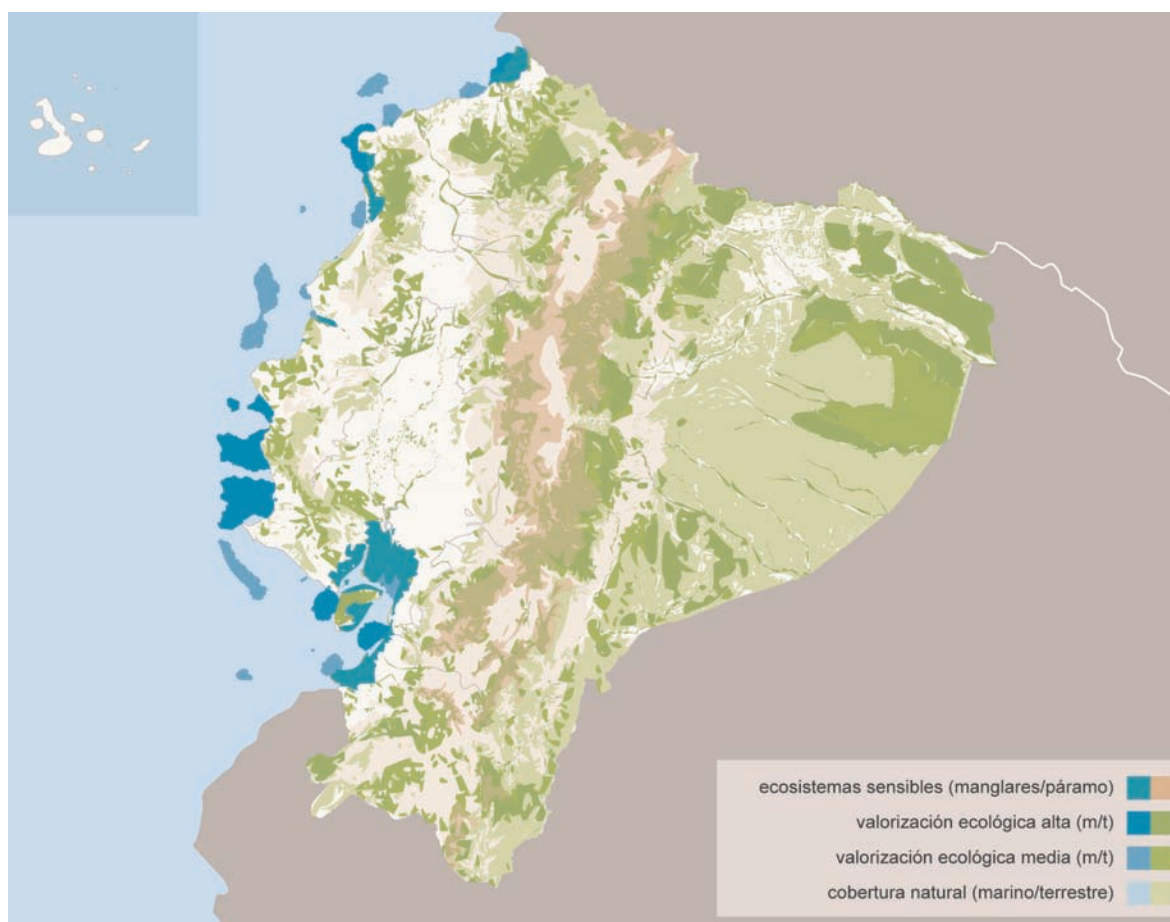 ecosistemas sensibles (manglares/páramo)
valorización ecológica alta (m/t)
valorización ecológica media (m/t)
cobertura natural (marino/terrestre)